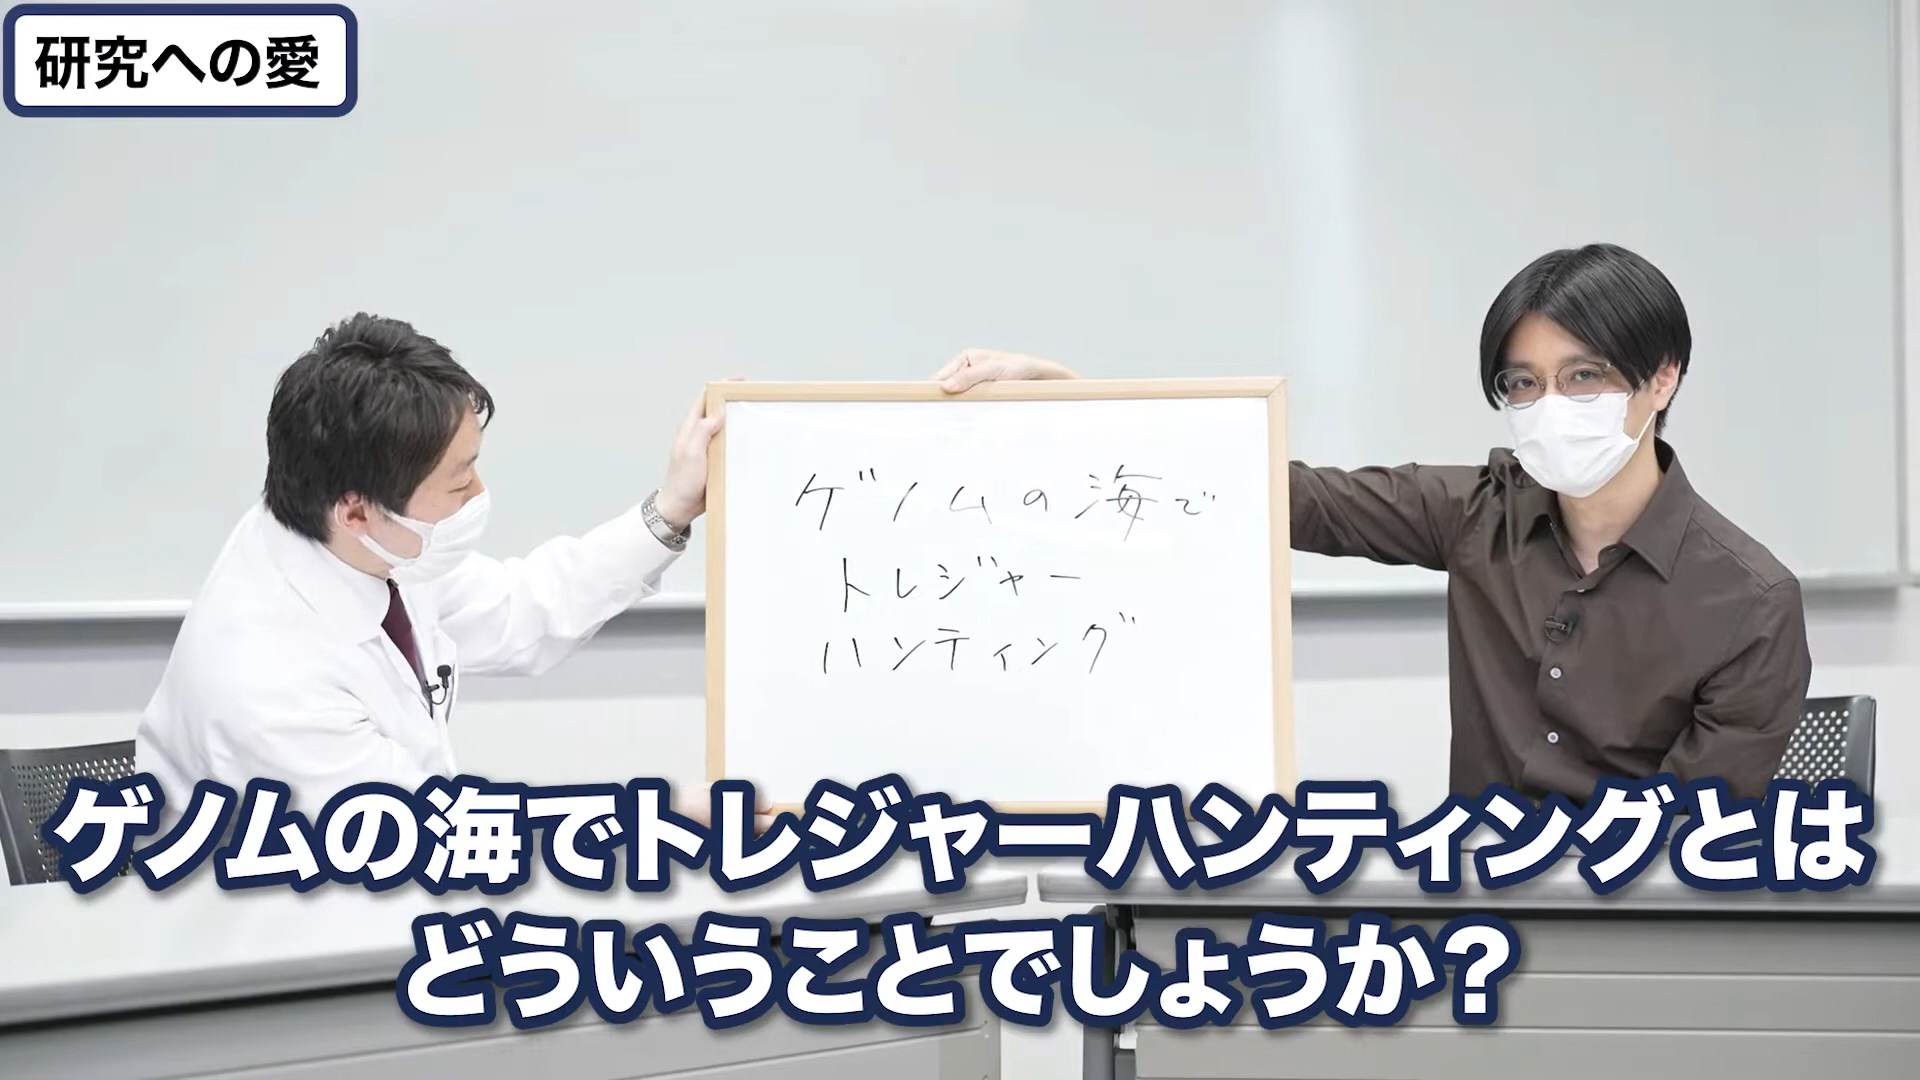 研究への愛
ゲノムの海で
トレジャー
ハンティング
ゲノムの海でトレジャーハンティングとは
どういうことでしょうか?